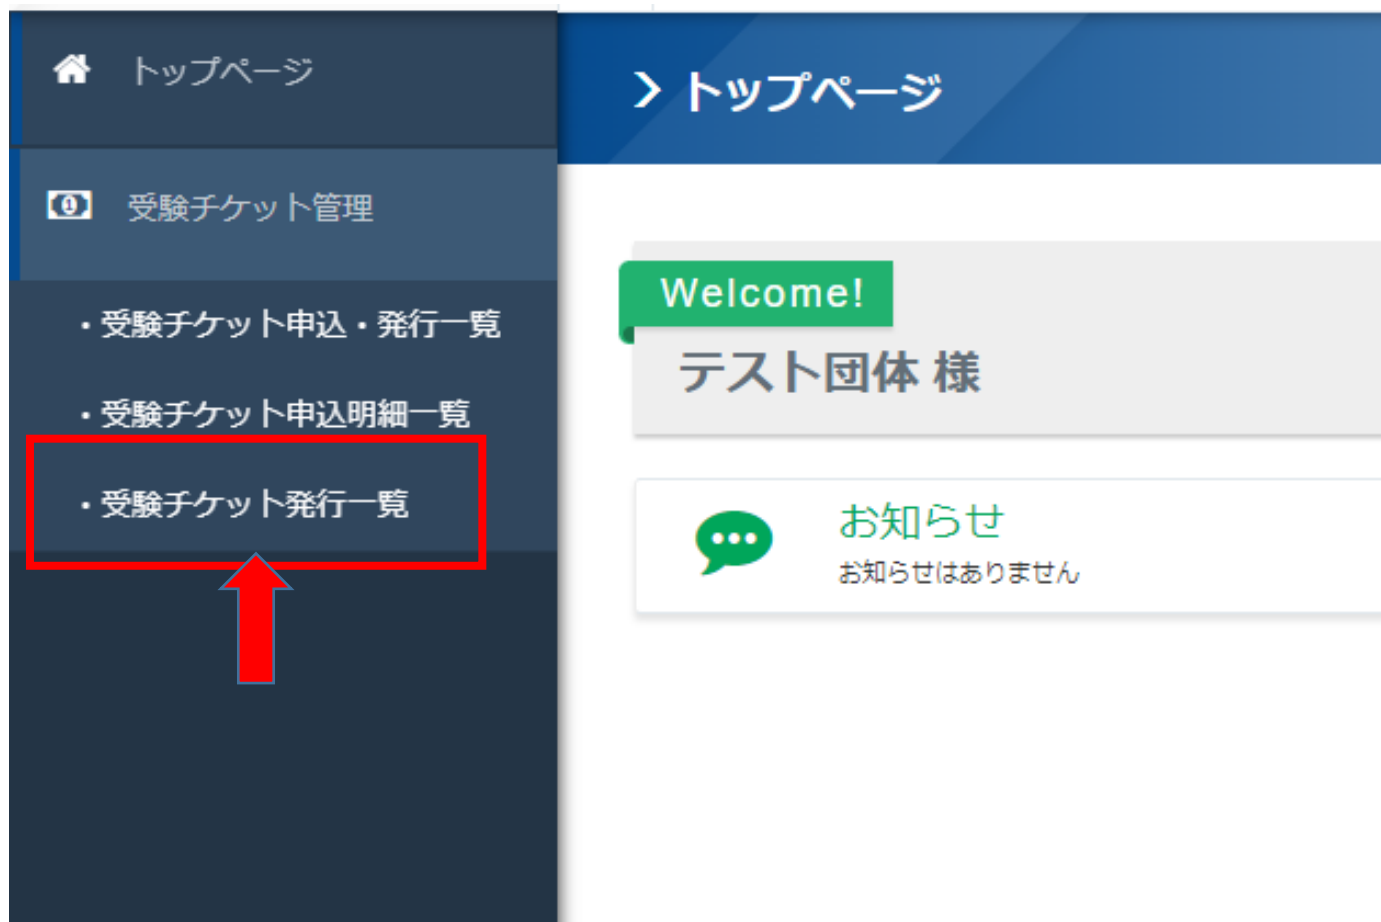 トップページ
受験チケット管理
・受験チケット申込・発行一覧
・受験チケット申込明細一覧
・受験チケット発行一覧
トップページ
Welcome!
テスト団体 様
お知らせ
お知らせはありません